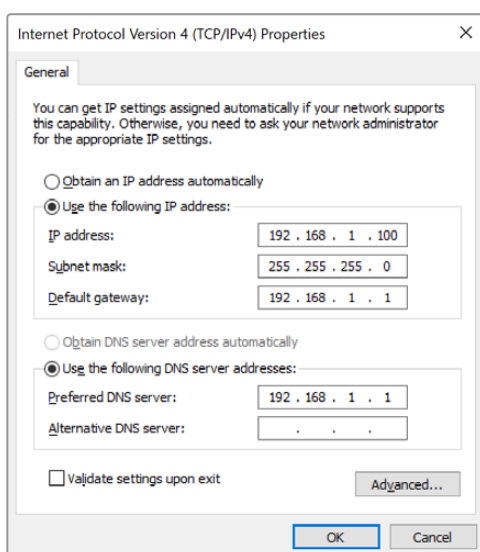 Internet Protocol Version 4 (TCP/IPv4) Properties
General
You can get IP settings assigned automatically if your network supports
this capability. Otherwise, you need to ask your network administrator
for the appropriate IP settings.
Obtain an IP address automatically
Use the following IP address:
IP address: 192 . 168 . 1 . 100
Subnet mask: 255 . 255 . 255 . 0
Default gateway: 192 . 168 . 1 . 1
Obtain DNS server address automatically
Use the following DNS server addresses:
Preferred DNS server: 192 . 168 . 1 . 1
Alternative DNS server: . . .
Validate settings upon exit
Advanced...
OK Cancel